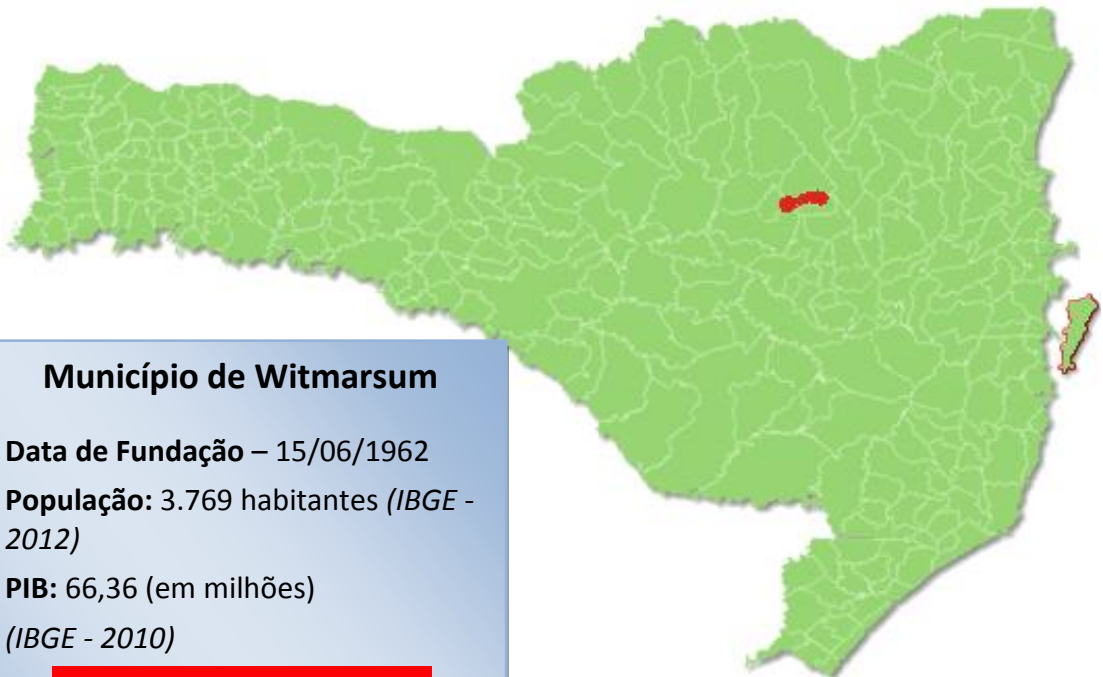 Município de Witmarsum
Data de Fundação – 15/06/1962
População: 3.769 habitantes (IBGE -
2012)
PIB: 66,36 (em milhões)
(IBGE - 2010)